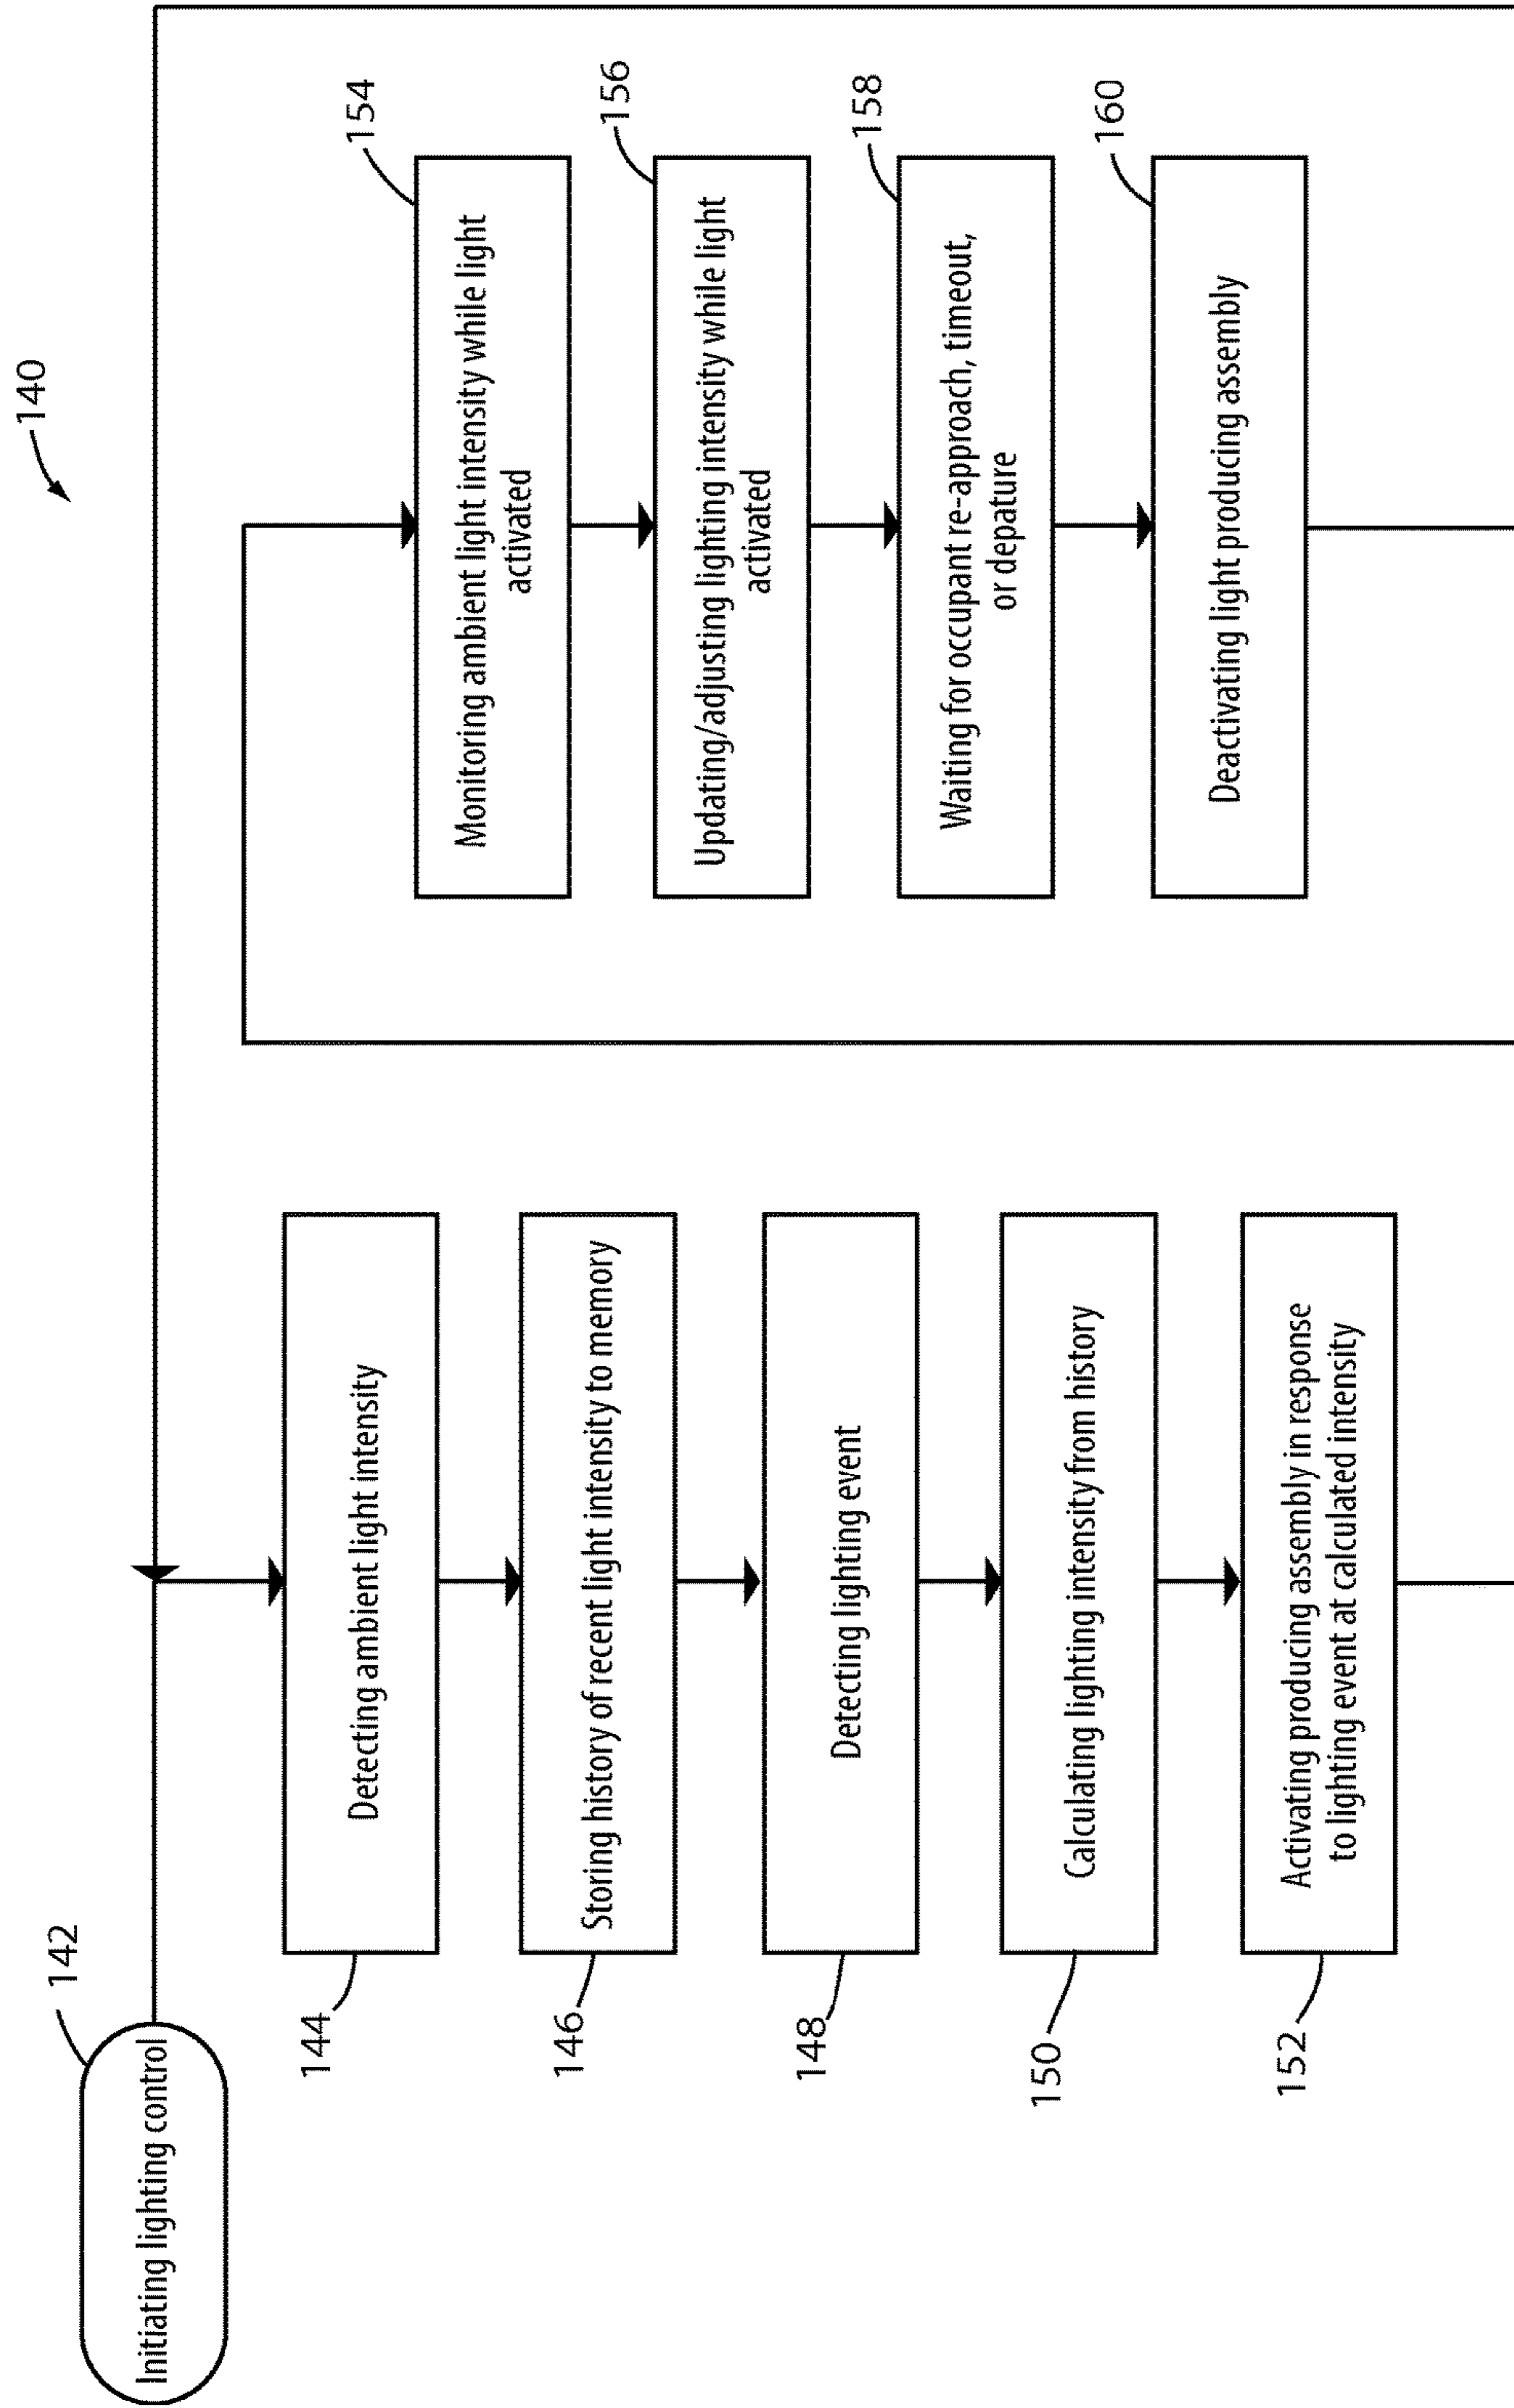 140
142
Initiating lighting control
144
Detecting ambient light intensity
146
Storing history of recent light intensity to memory
148
Detecting lighting event
150
Calculating lighting intensity from history
152
Activating producing assembly in response
to lighting event at calculated intensity
154
Monitoring ambient light intensity while light
activated
156
Updating/adjusting lighting intensity while light
activated
158
Waiting for occupant re-approach, timeout,
or depature
160
Deactivating light producing assembly